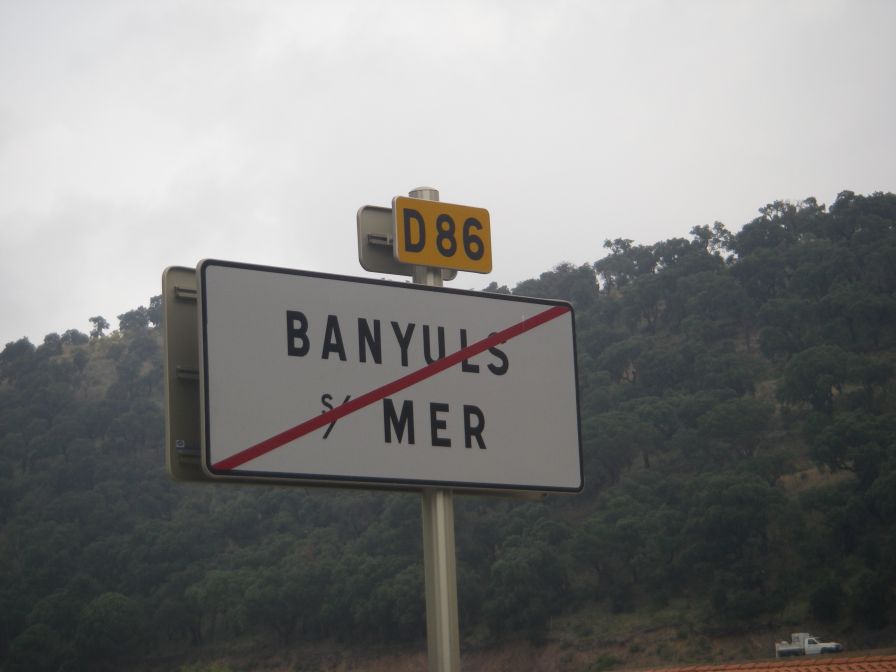 D86
BANYULS
S/ MER